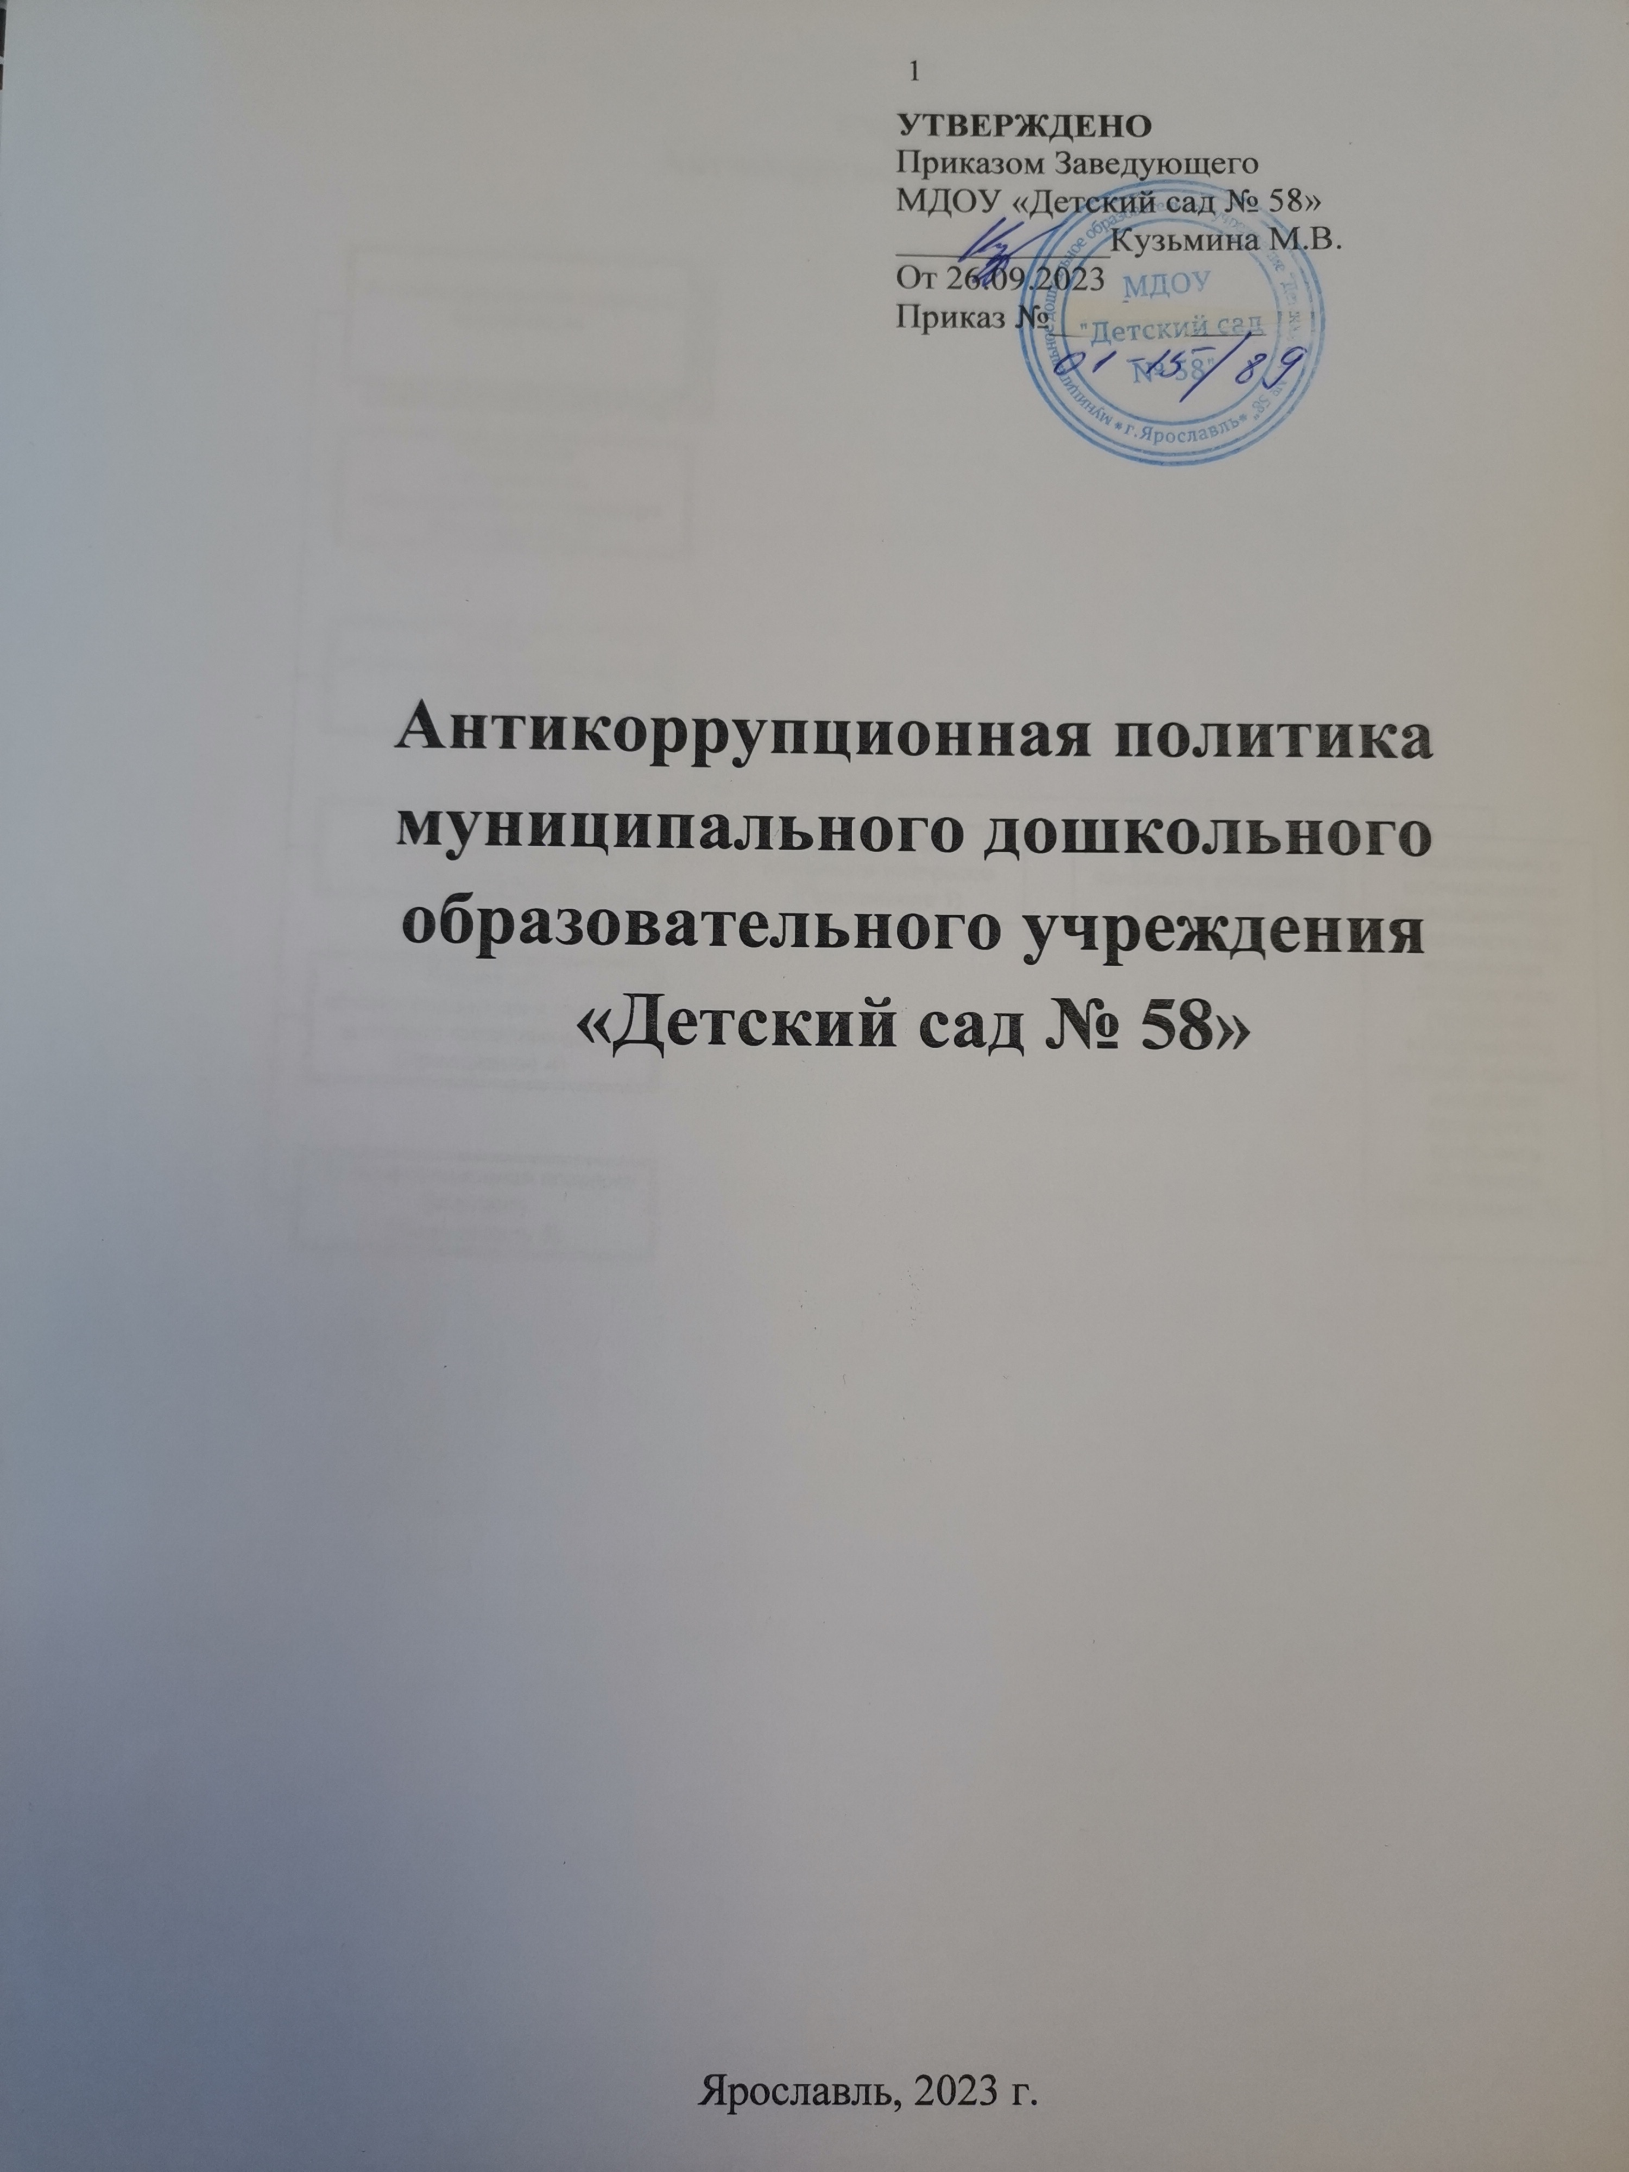 1
УТВЕРЖДЕНО
Приказом Заведующего
МДОУ «Детский сад № 58»
Кузьмина М.В.
От 26.09.2023
Приказ №
01-15/89
МДОУ
"Детский сад
№ 58"
г.Ярославль
Антикоррупционная политика
муниципального дошкольного
образовательного учреждения
«Детский сад № 58»
Ярославль, 2023 г.